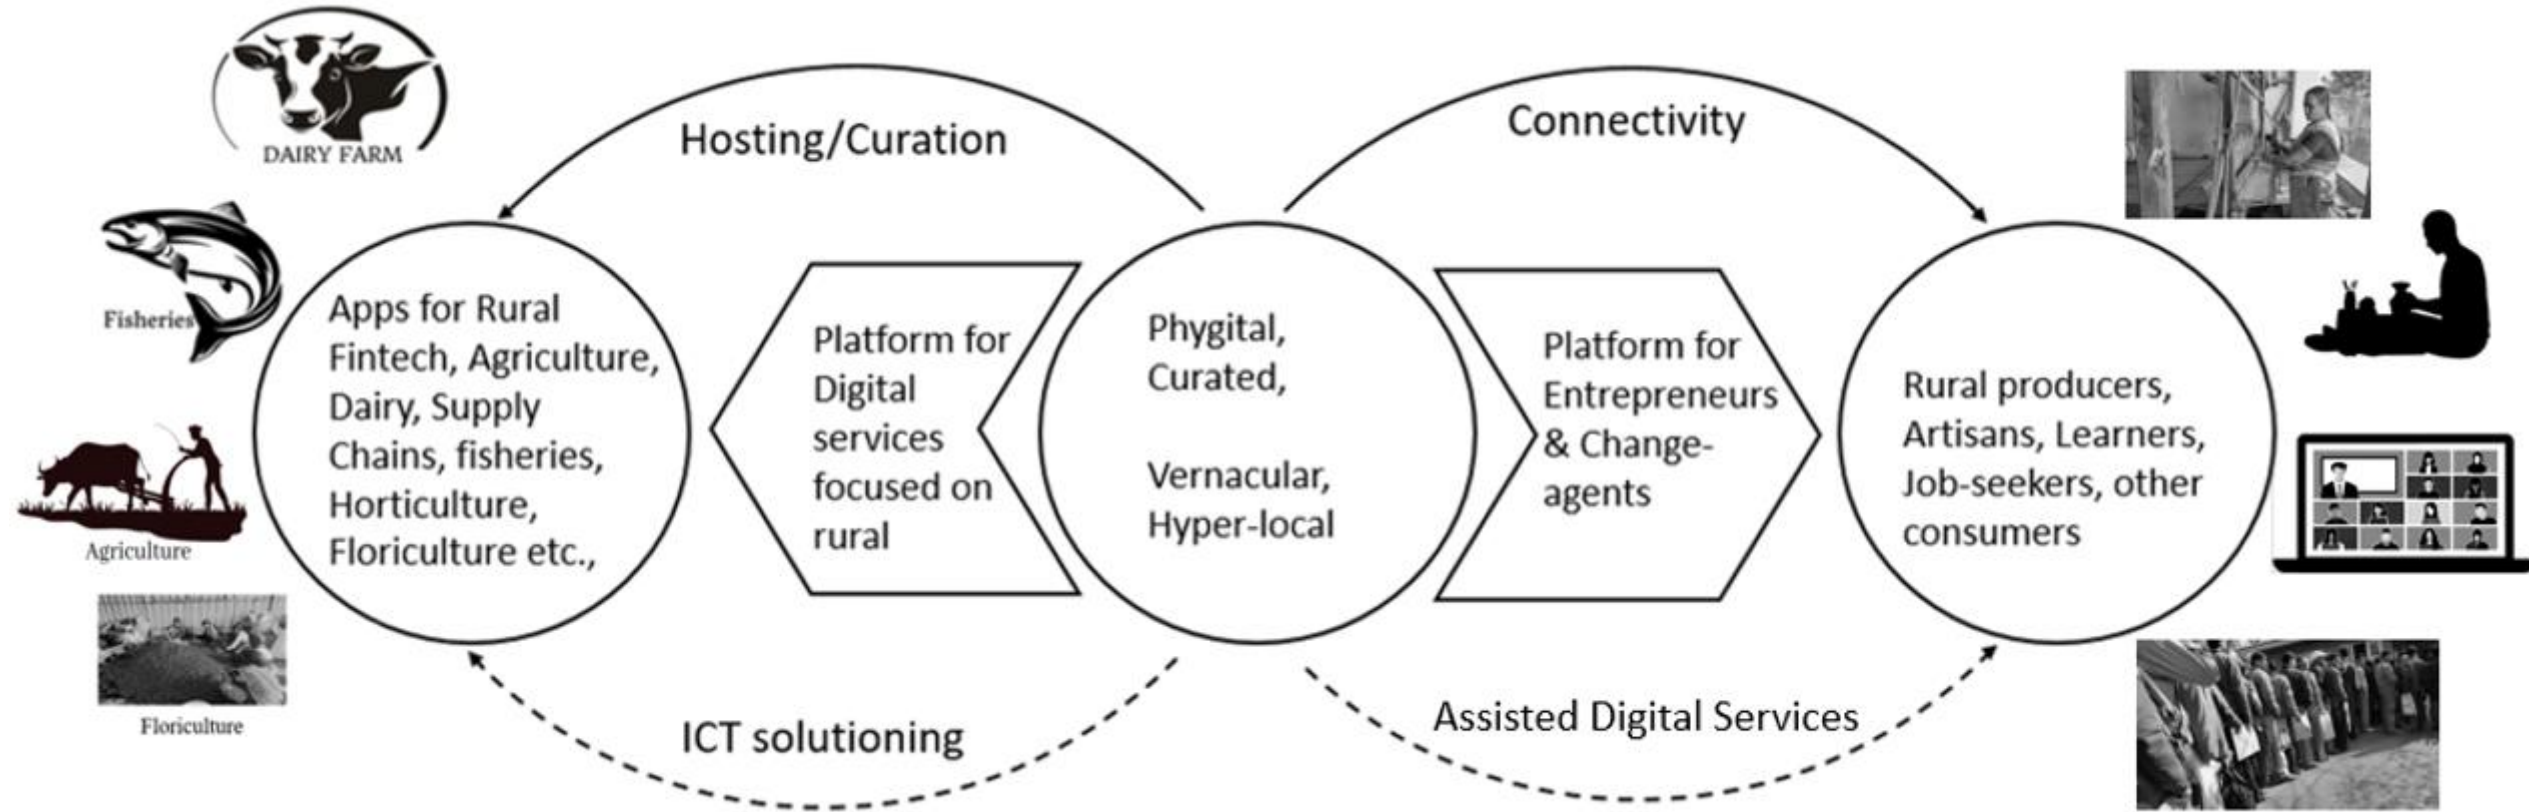 DAIRY FARM
Fisheries
Agriculture
Floriculture
Hosting/Curation
Connectivity
Apps for Rural
Fintech, Agriculture,
Dairy, Supply
Chains, fisheries,
Horticulture,
Floriculture etc.,
Platform for
Digital
services
focused on
rural
Phygital,
Curated,
Vernacular,
Hyper-local
Platform for
Entrepreneurs
& Change-
agents
Rural producers,
Artisans, Learners,
Job-seekers, other
consumers
ICT solutioning
Assisted Digital Services